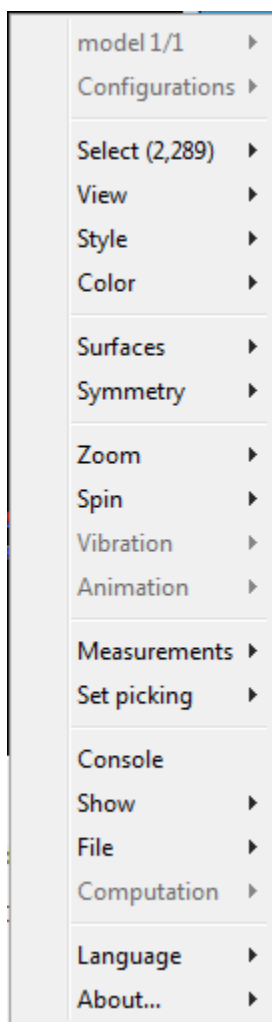 model 1/1
Configurations
Select (2,289)
View
Style
Color
Surfaces
Symmetry
Zoom
Spin
Vibration
Animation
Measurements
Set picking
Console
Show
File
Computation
Language
About...